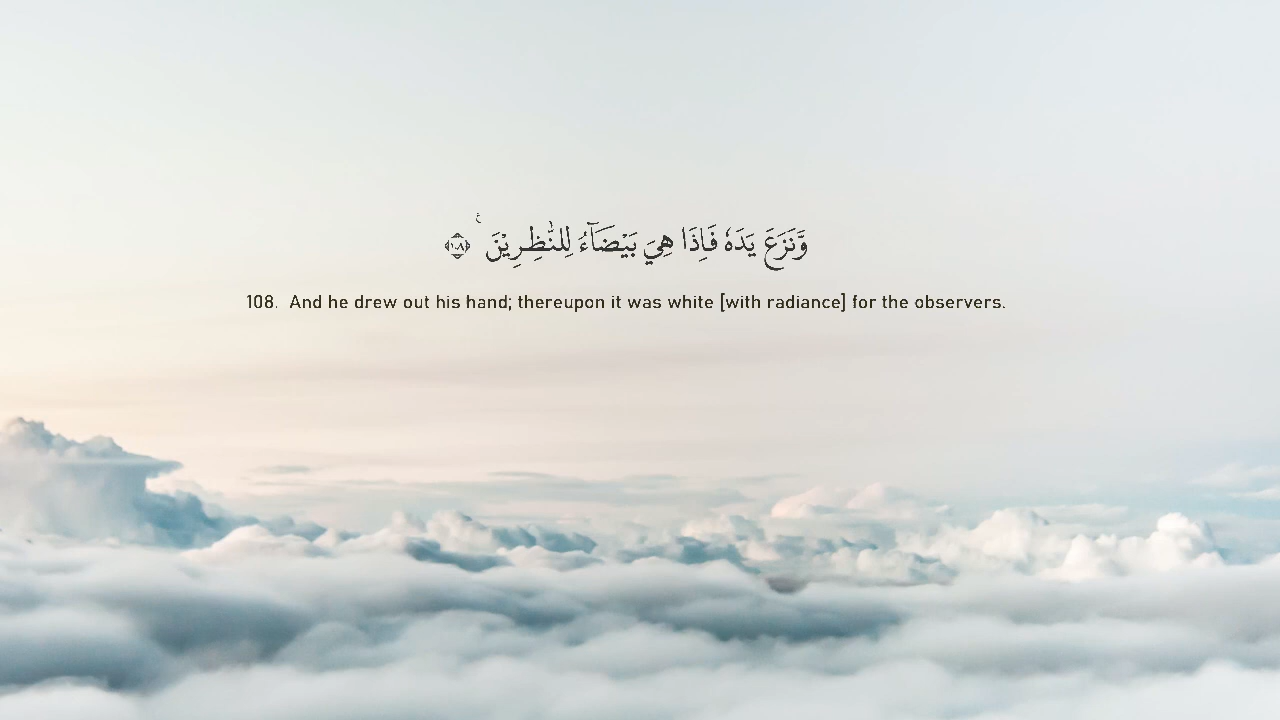 وَّنَزَعَ يَدَهٗ فَاِذَا هِيَ بَيْضَآءُ لِلنّٰظِرِيْنَ ࣖ ۝١٠٨
108. And he drew out his hand; thereupon it was white [with radiance] for the observers.